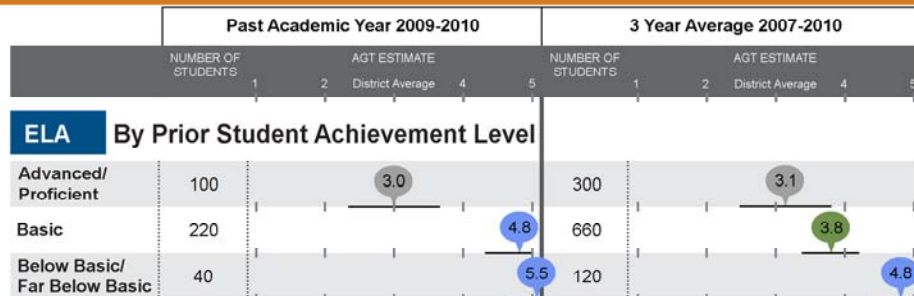 Past Academic Year 2009-2010
3 Year Average 2007-2010
NUMBER OF STUDENTS AGT ESTIMATE NUMBER OF STUDENTS AGT ESTIMATE
1 2 District Average 4 5 1 2 District Average 4 5
ELA By Prior Student Achievement Level
Advanced/
Proficient 100 3.0 300 3.1
Basic 220 4.8 660 3.8
Below Basic/
Far Below Basic 40 5.5 120 4.8